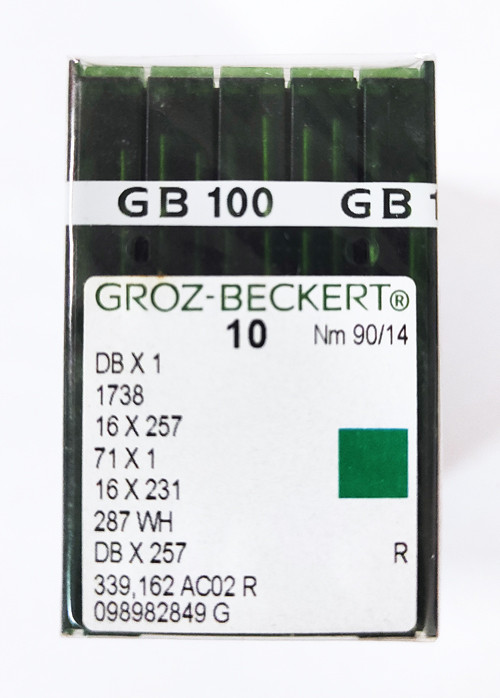 GB 100 GB 1
GROZ-BECKERT®
10 Nm 90/14
DB X 1
1738
16 X 257
71 X 1
16 X 231
287 WH
DB X 257 R
339,162 AC02 R
098982849 G